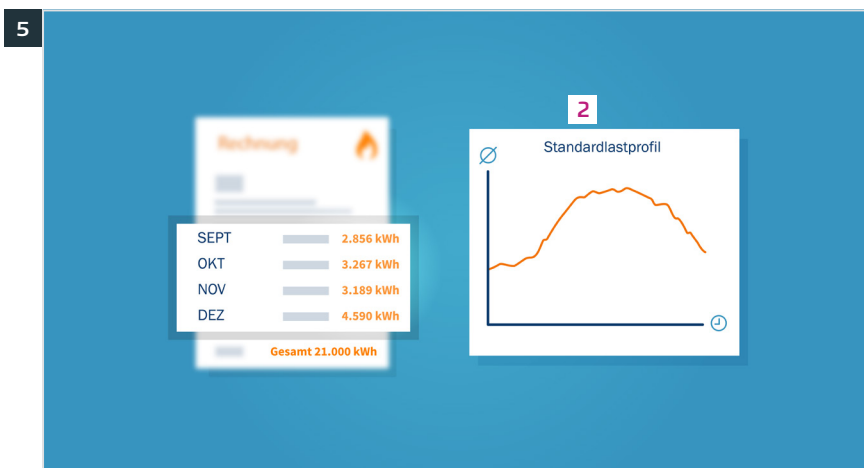 5
Rechnung
SEPT 2.856 kWh
OKT 3.267 kWh
NOV 3.189 kWh
DEZ 4.590 kWh
Gesamt 21.000 kWh
2
Standardlastprofil